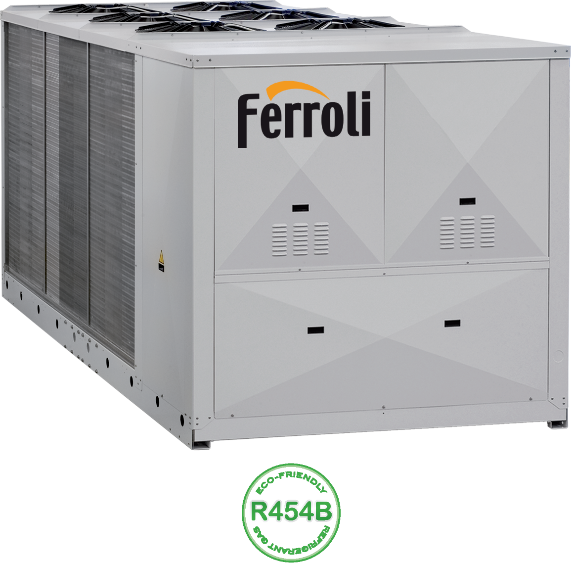 Ferroli
ECO-FRIENDLY
R454B
REFRIGERANT GAS